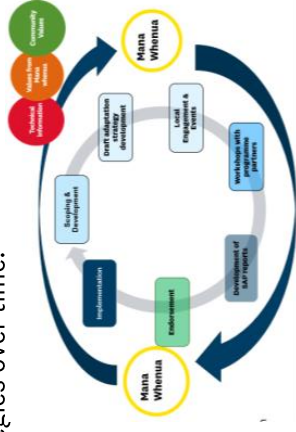 Community
Values
Values from
Mana
whenua
Technical
Information
Mana
Whenua
Draft adaptation
strategy
development
Local
Engagement &
Events
Scoping &
Development
Workshops with
programme
partners
Implementation
Development of
SAP reports
Endorsement
Mana
Whenua
gies over time.